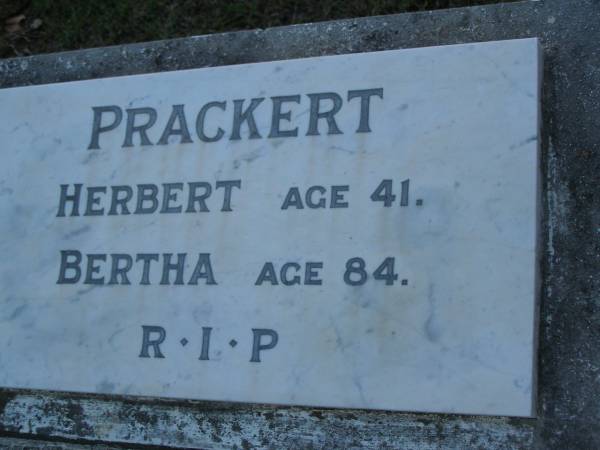 PRACKERT
HERBERT AGE 41.
BERTHA AGE 84.
R·I·P